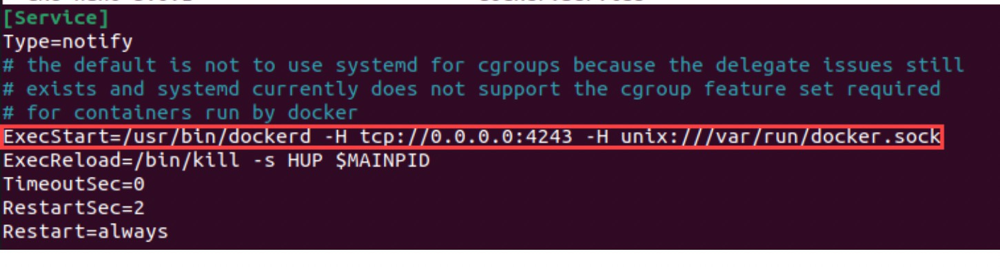 [Service]
Type=notify
# the default is not to use systemd for cgroups because the delegate issues still
# exists and systemd currently does not support the cgroup feature set required
# for containers run by docker
ExecStart=/usr/bin/dockerd -H tcp://0.0.0.0:4243 -H unix:///var/run/docker.sock
ExecReload=/bin/kill -s HUP $MAINPID
TimeoutSec=0
RestartSec=2
Restart=always